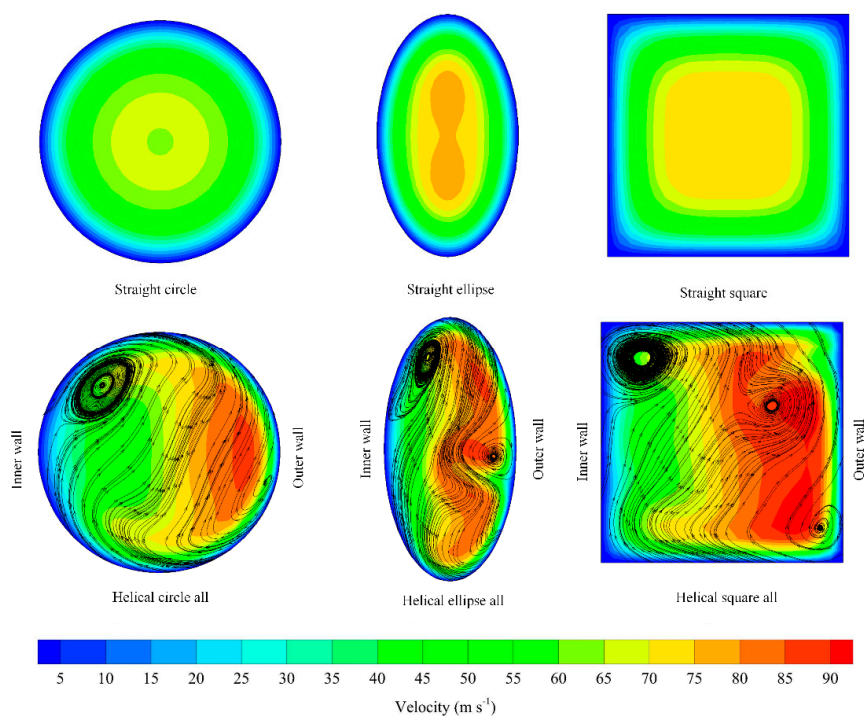 Straight circle
Straight ellipse
Straight square
Inner wall
Outer wall
Inner wall
Outer wall
Inner wall
Outer wall
Helical circle all
Helical ellipse all
Helical square all
5 10 15 20 25 30 35 40 45 50 55 60 65 70 75 80 85 90
Velocity (m s⁻¹)